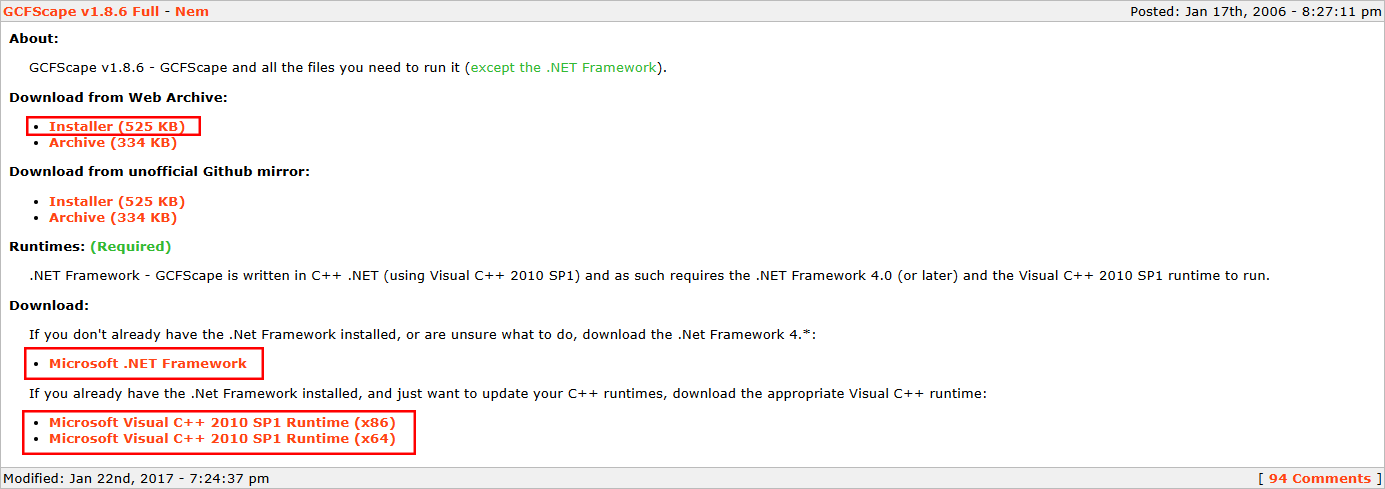 GCFScape v1.8.6 Full - Nem Posted: Jan 17th, 2006 - 8:27:11 pm
About:
GCFScape v1.8.6 - GCFScape and all the files you need to run it (except the .NET Framework).
Download from Web Archive:
• Installer (525 KB)
• Archive (334 KB)
Download from unofficial Github mirror:
• Installer (525 KB)
• Archive (334 KB)
Runtimes: (Required)
.NET Framework - GCFScape is written in C++ .NET (using Visual C++ 2010 SP1) and as such requires the .NET Framework 4.0 (or later) and the Visual C++ 2010 SP1 runtime to run.
Download:
If you don't already have the .Net Framework installed, or are unsure what to do, download the .Net Framework 4.*:
• Microsoft .NET Framework
If you already have the .Net Framework installed, and just want to update your C++ runtimes, download the appropriate Visual C++ runtime:
• Microsoft Visual C++ 2010 SP1 Runtime (x86)
• Microsoft Visual C++ 2010 SP1 Runtime (x64)
Modified: Jan 22nd, 2017 - 7:24:37 pm [ 94 Comments ]